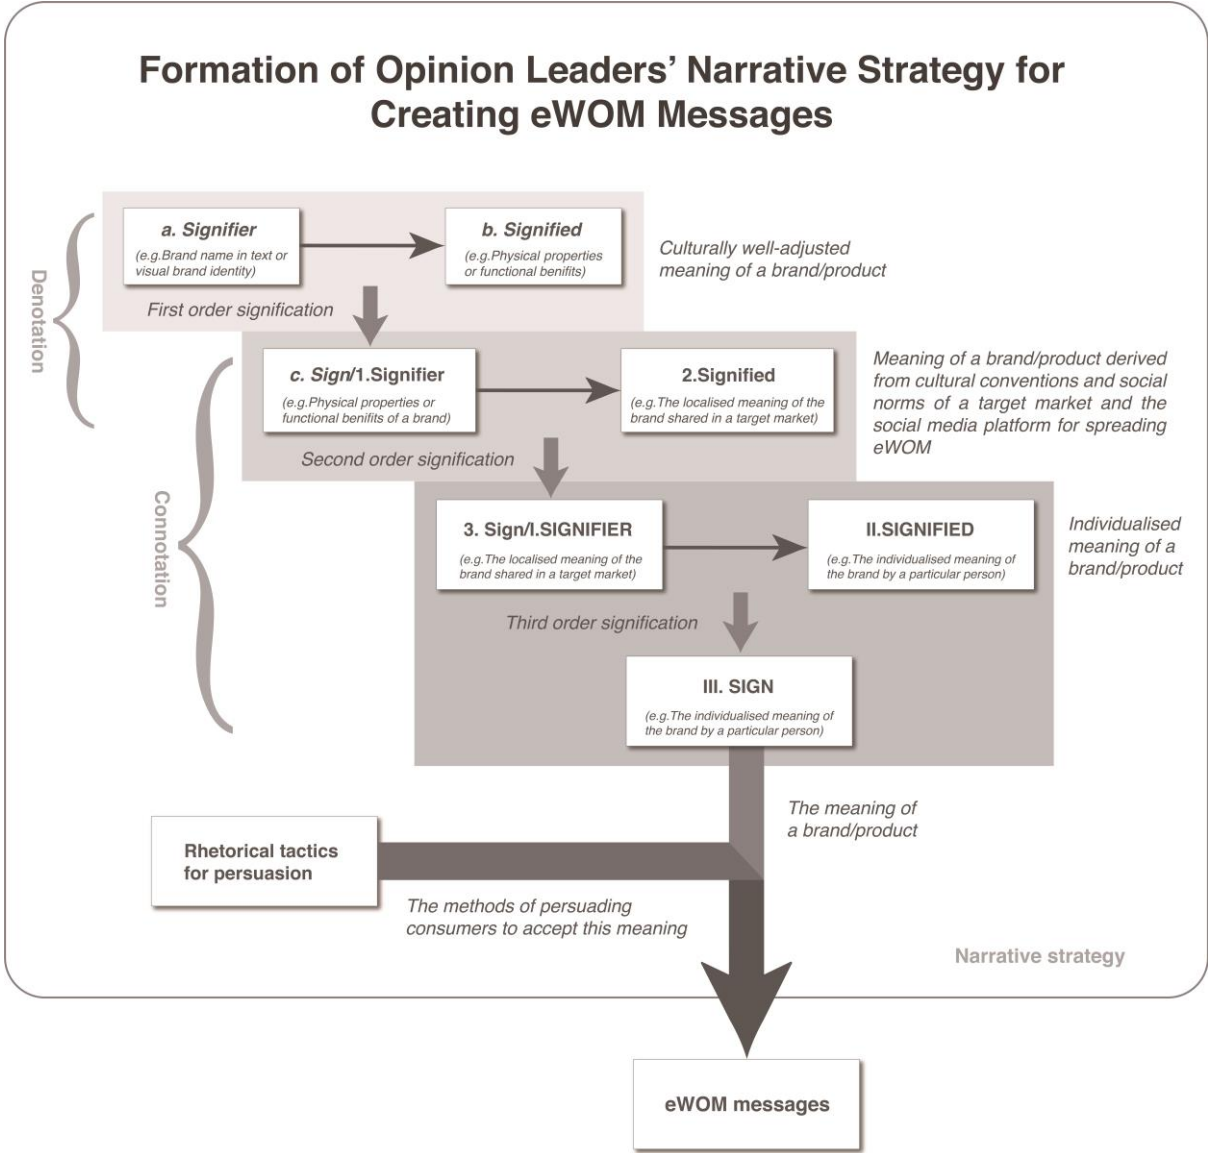 Formation of Opinion Leaders’ Narrative Strategy for
Creating eWOM Messages
Denotation
a. Signifier
(e.g.Brand name in text or
visual brand identity)
b. Signified
(e.g.Physical properties
or functional benifits)
Culturally well-adjusted
meaning of a brand/product
First order signification
Connotation
c. Sign/1.Signifier
(e.g.Physical properties or
functional benifits of a brand)
2.Signified
(e.g.The localised meaning of the
brand shared in a target market)
Meaning of a brand/product derived
from cultural conventions and social
norms of a target market and the
social media platform for spreading
eWOM
Second order signification
3. Sign/I.SIGNIFIER
(e.g.The localised meaning of the
brand shared in a target market)
II.SIGNIFIED
(e.g.The individualised meaning of
the brand by a particular person)
Individualised
meaning of a
brand/product
Third order signification
III. SIGN
(e.g.The individualised meaning of
the brand by a particular person)
The meaning of
a brand/product
Rhetorical tactics
for persuasion
The methods of persuading
consumers to accept this meaning
Narrative strategy
eWOM messages